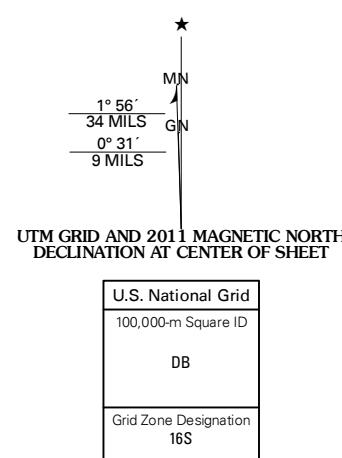 ★
MN
1° 56´
34 MILS
GN
0° 31´
9 MILS
UTM GRID AND 2011 MAGNETIC NORTH
DECLINATION AT CENTER OF SHEET
U.S. National Grid
100,000-m Square ID
DB
Grid Zone Designation
16S